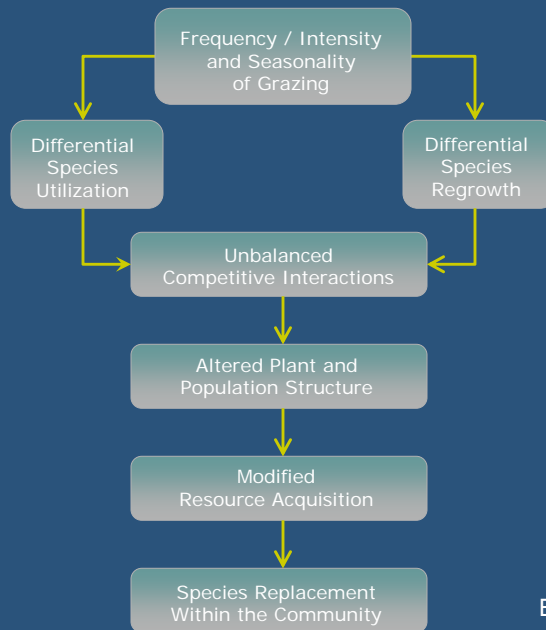 Frequency / Intensity
and Seasonality
of Grazing
Differential
Species
Utilization
Differential
Species
Regrowth
Unbalanced
Competitive Interactions
Altered Plant and
Population Structure
Modified
Resource Acquisition
Species Replacement
Within the Community